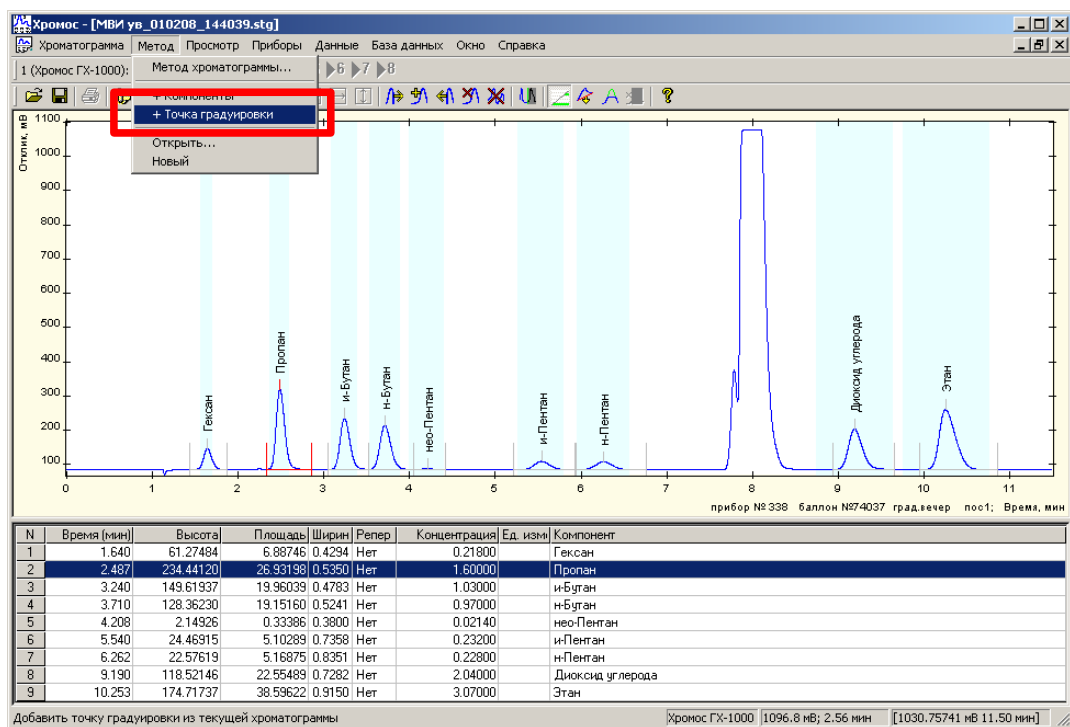 Хромос - [МВИ ув_010208_144039.stg]
Хроматограмма Метод Просмотр Приборы Данные База данных Окно Справка
1 (Хромос ГХ-1000): 6 7 8
Метод хроматограммы...
+ Компоненты
+ Точка градуировки
Открыть...
Новый
Отклик, мВ
1100
1000
900
800
700
600
500
400
300
200
100
Гексан
Пропан
и-Бутан
н-Бутан
нео-Пентан
и-Пентан
н-Пентан
Диоксид углерода
Этан
0 1 2 3 4 5 6 7 8 9 10 11
прибор № 338 баллон №74037 град.вечер пос1; Время, мин
N Время (мин) Высота Площадь Ширин Репер Концентрация Ед. изме Компонент
1 1.640 61.27484 6.88746 0.4294 Нет 0.21800 Гексан
2 2.487 234.44120 26.93198 0.5350 Нет 1.60000 Пропан
3 3.240 149.61937 19.96039 0.4783 Нет 1.03000 и-Бутан
4 3.710 128.36230 19.15160 0.5241 Нет 0.97000 н-Бутан
5 4.208 2.14926 0.33386 0.3800 Нет 0.02140 нео-Пентан
6 5.540 24.46915 5.10289 0.7358 Нет 0.23200 и-Пентан
7 6.262 22.57619 5.16875 0.8351 Нет 0.22800 н-Пентан
8 9.190 118.52146 22.55489 0.7282 Нет 2.04000 Диоксид углерода
9 10.253 174.71737 38.59622 0.9150 Нет 3.07000 Этан
Добавить точку градуировки из текущей хроматограммы Хромос ГХ-1000 1096.8 мВ; 2.56 мин [1030.75741 мВ 11.50 мин]